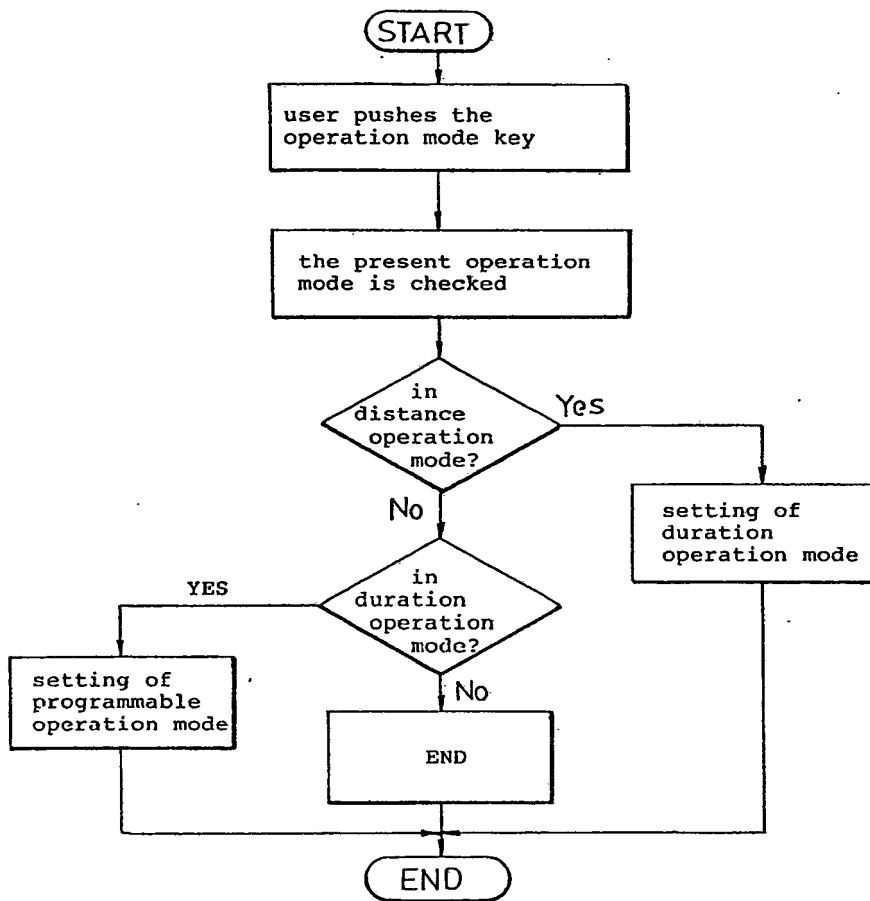 START
user pushes the
operation mode key
the present operation
mode is checked
in
distance
operation
mode?
Yes
No
setting of
duration
operation mode
in
duration
operation
mode?
YES
setting of
programmable
operation mode
No
END
END